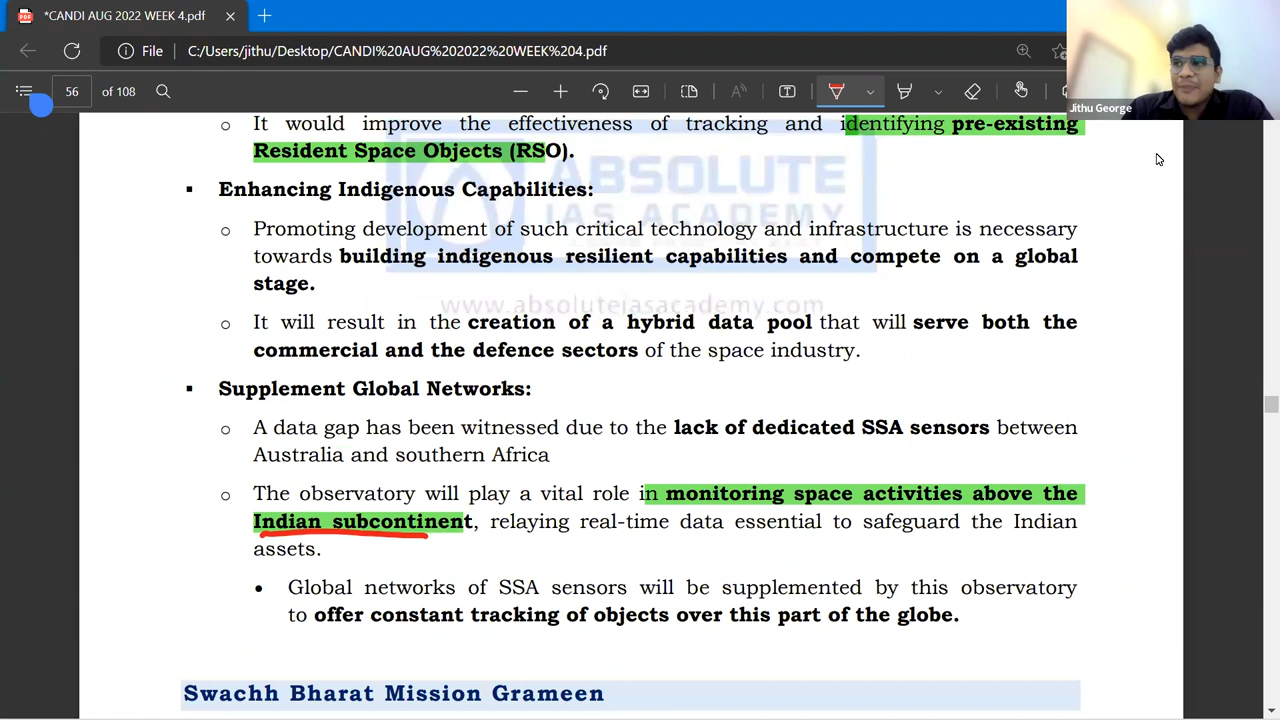 *CANDI AUG 2022 WEEK 4.pdf
File
C:/Users/jithu/Desktop/CANDI%20AUG%202022%20WEEK%204.pdf
56 of 108
Jithu George
It would improve the effectiveness of tracking and identifying pre-existing
Resident Space Objects (RSO).
ABSOLUTE
IAS ACADEMY
Enhancing Indigenous Capabilities:
Promoting development of such critical technology and infrastructure is necessary
towards building indigenous resilient capabilities and compete on a global
stage.
www.absoluteiasacademy.com
It will result in the creation of a hybrid data pool that will serve both the
commercial and the defence sectors of the space industry.
Supplement Global Networks:
A data gap has been witnessed due to the lack of dedicated SSA sensors between
Australia and southern Africa
The observatory will play a vital role in monitoring space activities above the
Indian subcontinent, relaying real-time data essential to safeguard the Indian
assets.
Global networks of SSA sensors will be supplemented by this observatory
to offer constant tracking of objects over this part of the globe.
Swachh Bharat Mission Grameen